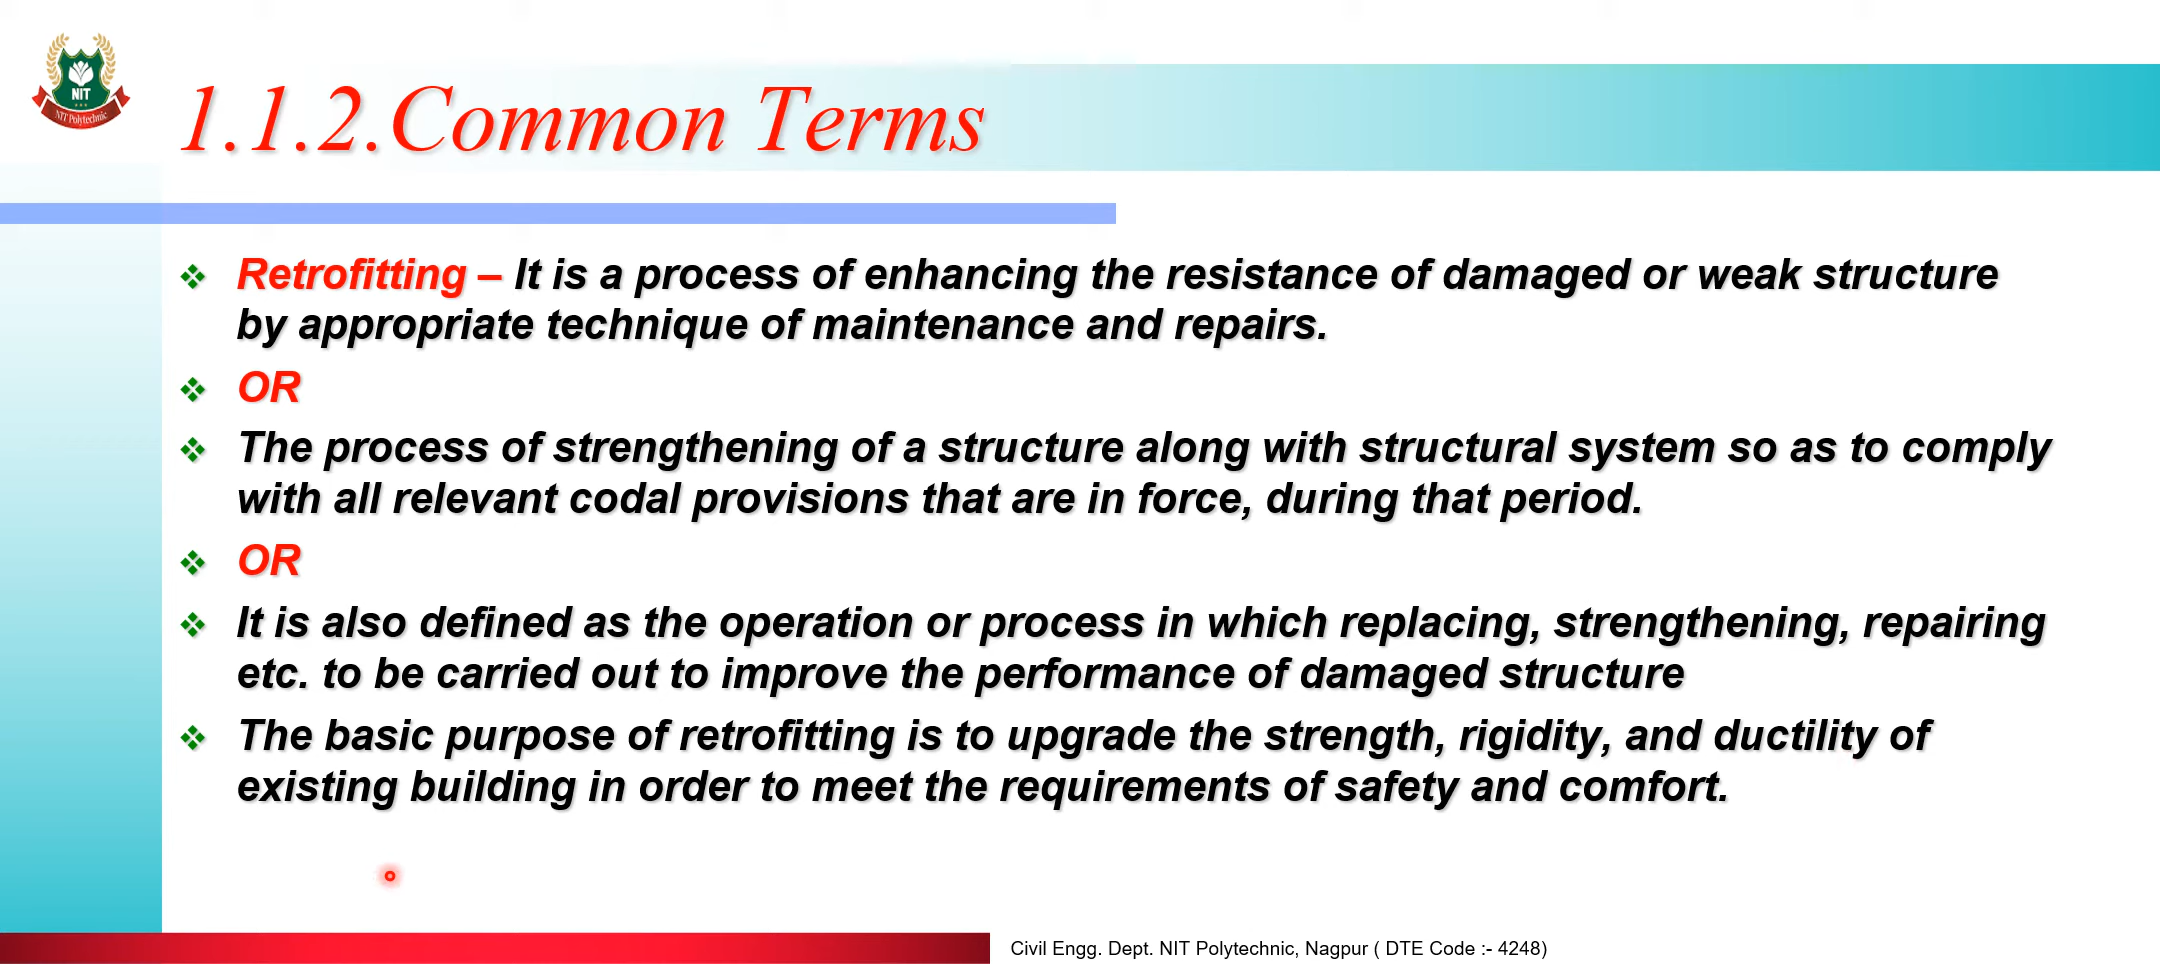 NIT
NIT Polytechnic
1.1.2.Common Terms
Retrofitting – It is a process of enhancing the resistance of damaged or weak structure
by appropriate technique of maintenance and repairs.
OR
The process of strengthening of a structure along with structural system so as to comply
with all relevant codal provisions that are in force, during that period.
OR
It is also defined as the operation or process in which replacing, strengthening, repairing
etc. to be carried out to improve the performance of damaged structure
The basic purpose of retrofitting is to upgrade the strength, rigidity, and ductility of
existing building in order to meet the requirements of safety and comfort.
Civil Engg. Dept. NIT Polytechnic, Nagpur ( DTE Code :- 4248)